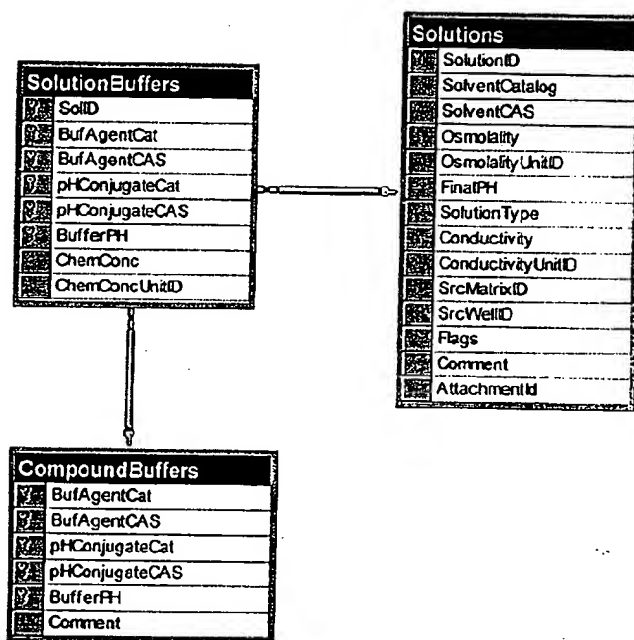 SolutionBuffers
SolID
BufAgentCat
BufAgentCAS
pHConjugateCat
pHConjugateCAS
BufferPH
ChemConc
ChemConcUnitID
Solutions
SolutionID
SolventCatalog
SolventCAS
Osmolality
OsmolalityUnitID
FinalPH
SolutionType
Conductivity
ConductivityUnitID
SrcMatrixID
SrcWellID
Flags
Comment
AttachmentId
CompoundBuffers
BufAgentCat
BufAgentCAS
pHConjugateCat
pHConjugateCAS
BufferPH
Comment